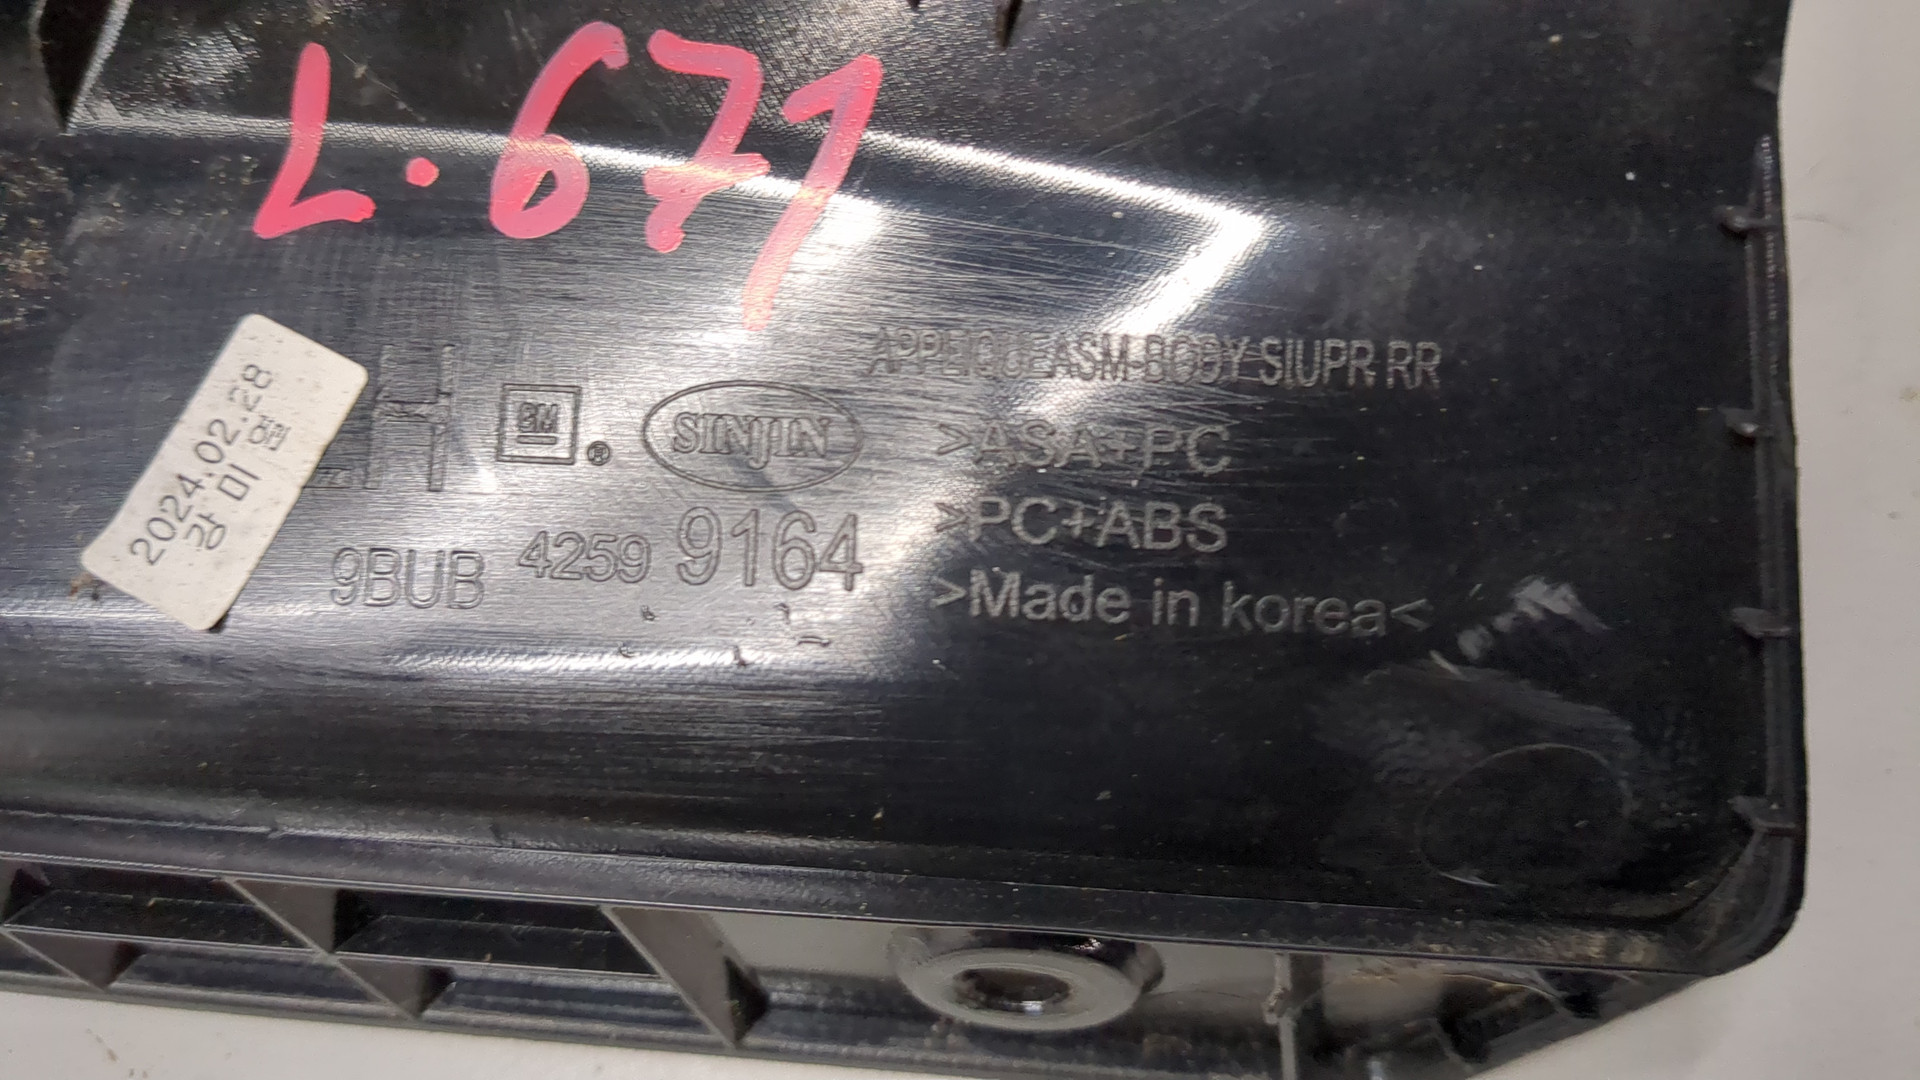 L.671
APPLIQUE ASM-BODY SIUPR RR
H GM ® SINJIN >ASA+PC
2024.02.28
강미영
>PC+ABS
9BUB 4259 9164
>Made in korea<